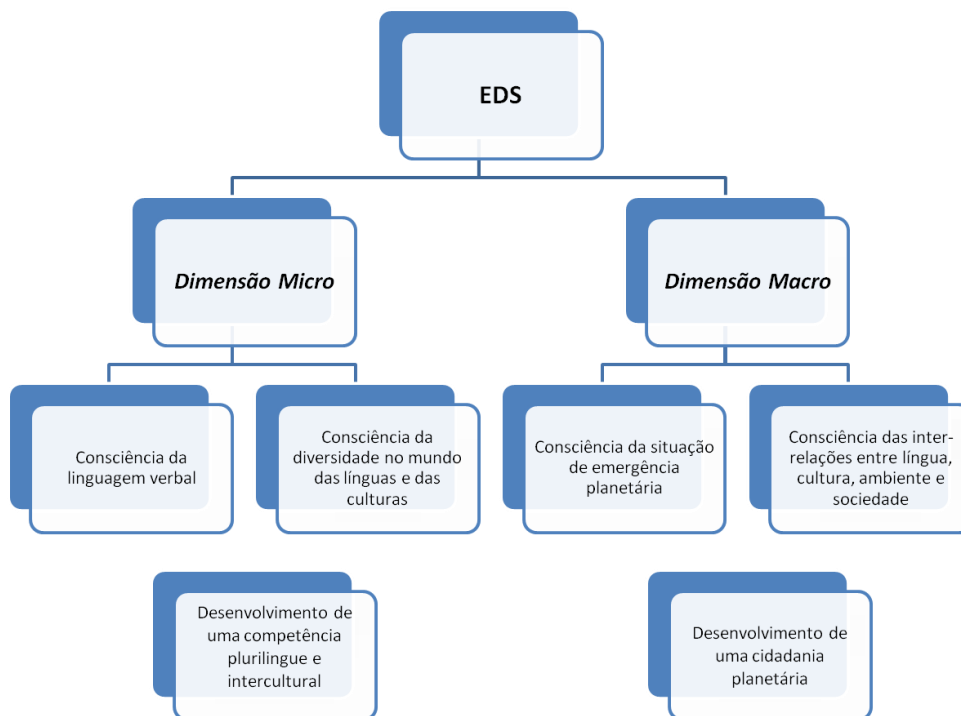 EDS
Dimensão Micro
Dimensão Macro
Consciência da
linguagem verbal
Consciência da
diversidade no mundo
das línguas e das
culturas
Consciência da situação
de emergência
planetária
Consciência das inter-
relações entre língua,
cultura, ambiente e
sociedade
Desenvolvimento de
uma competência
plurilingue e
intercultural
Desenvolvimento de
uma cidadania
planetária